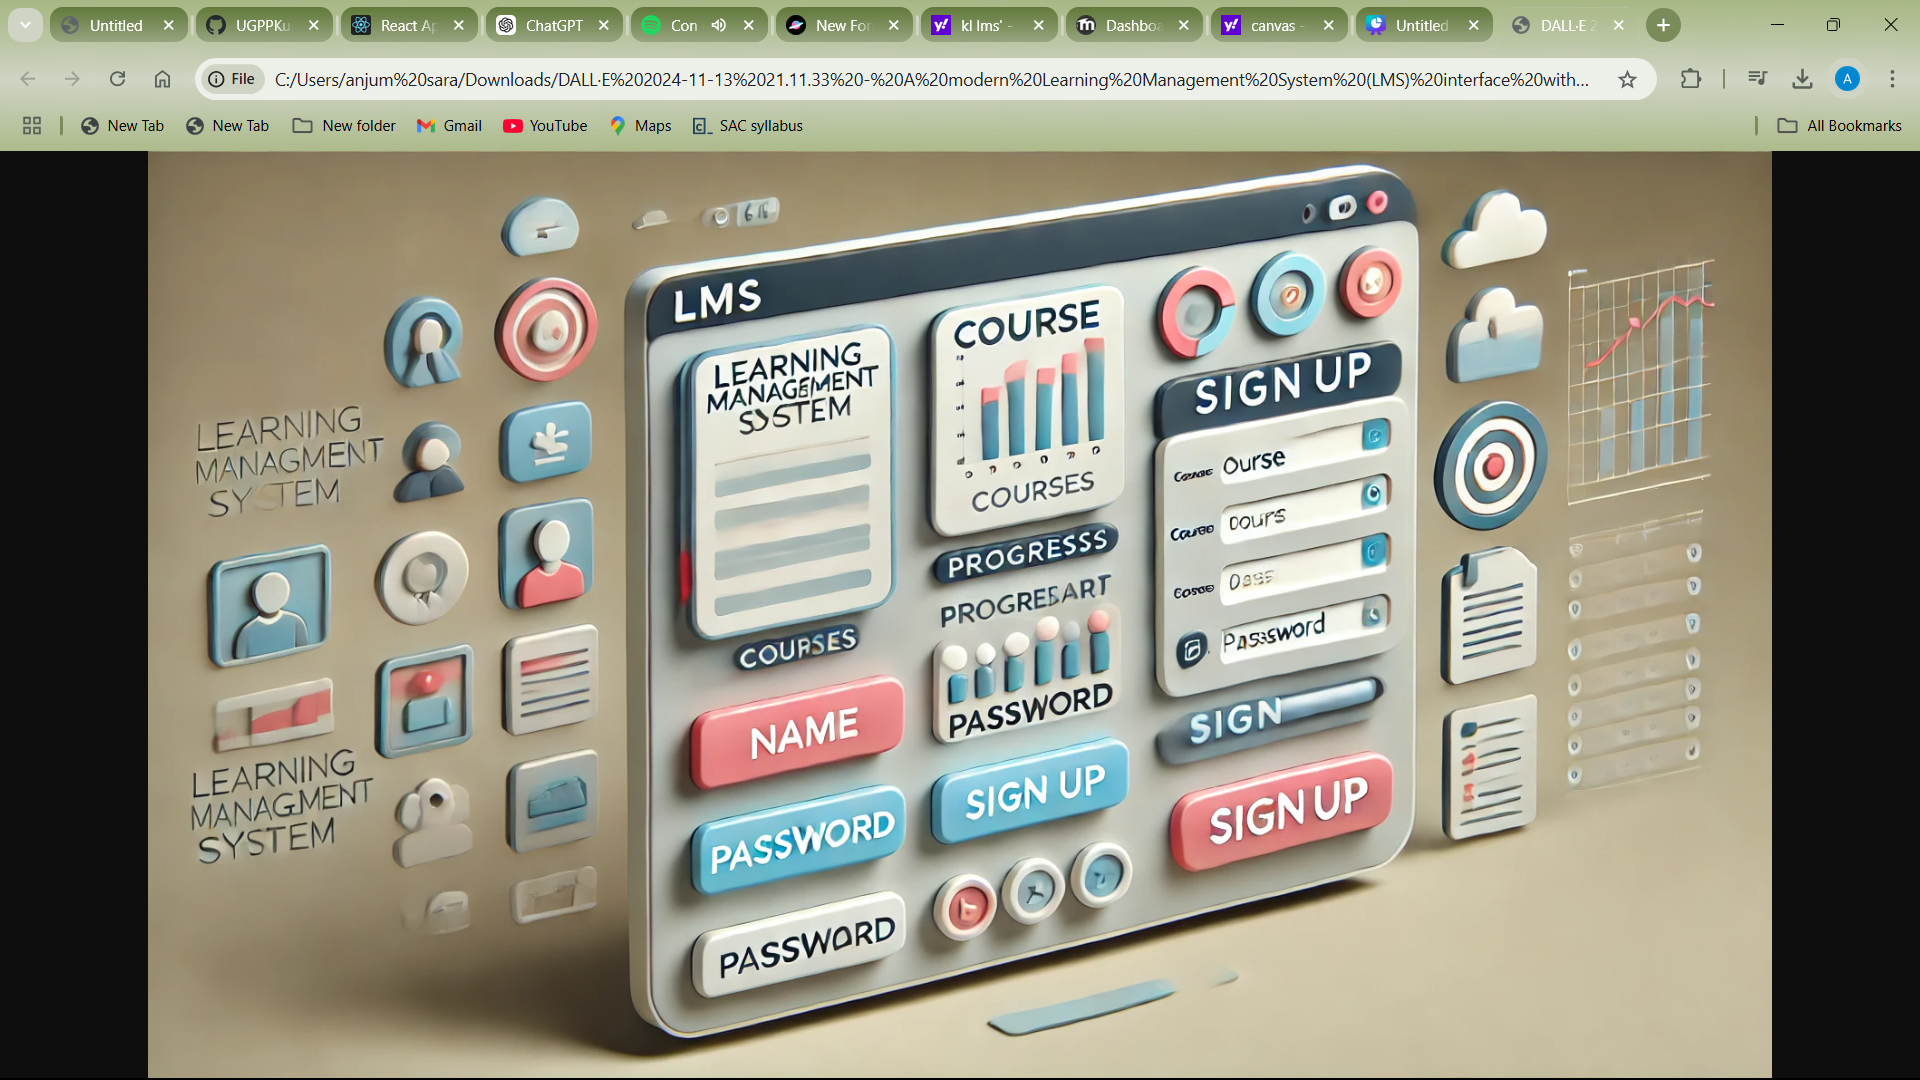 Untitled
UGPPKu
React Ap
ChatGPT
Con
New For
kl lms' -
Dashboa
canvas -
Untitled
DALL·E 2
File
C:/Users/anjum%20sara/Downloads/DALL·E%202024-11-13%2021.11.33%20-%20A%20modern%20Learning%20Management%20System%20(LMS)%20interface%20with...
A
New Tab
New Tab
New folder
Gmail
YouTube
Maps
SAC syllabus
All Bookmarks
LEARNING
MANAGMENT
SYSTEM
LEARNING
MANAGMENT
SYSTEM
LMS
LEARNING
MANAGEMENT
SYSTEM
COURSES
NAME
PASSWORD
PASSWORD
COURSE
COURSES
PROGRESSS
PROGRESART
PASSWORD
SIGN UP
SIGN UP
Ourse
Course
Dours
Password
SIGN
SIGN UP